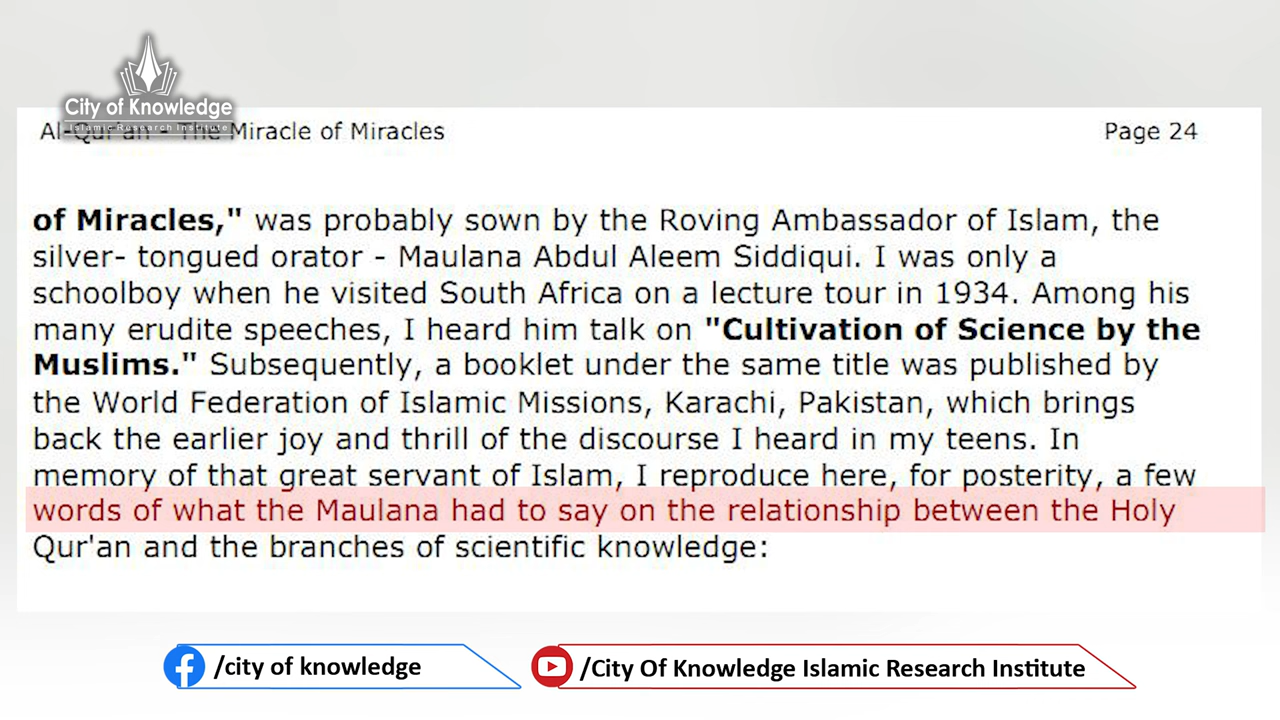 City of Knowledge
Islamic Research Institute
Al-Qur'an - The Miracle of Miracles Page 24
of Miracles," was probably sown by the Roving Ambassador of Islam, the
silver- tongued orator - Maulana Abdul Aleem Siddiqui. I was only a
schoolboy when he visited South Africa on a lecture tour in 1934. Among his
many erudite speeches, I heard him talk on "Cultivation of Science by the
Muslims." Subsequently, a booklet under the same title was published by
the World Federation of Islamic Missions, Karachi, Pakistan, which brings
back the earlier joy and thrill of the discourse I heard in my teens. In
memory of that great servant of Islam, I reproduce here, for posterity, a few
words of what the Maulana had to say on the relationship between the Holy
Qur'an and the branches of scientific knowledge:
/city of knowledge
/City Of Knowledge Islamic Research Institute